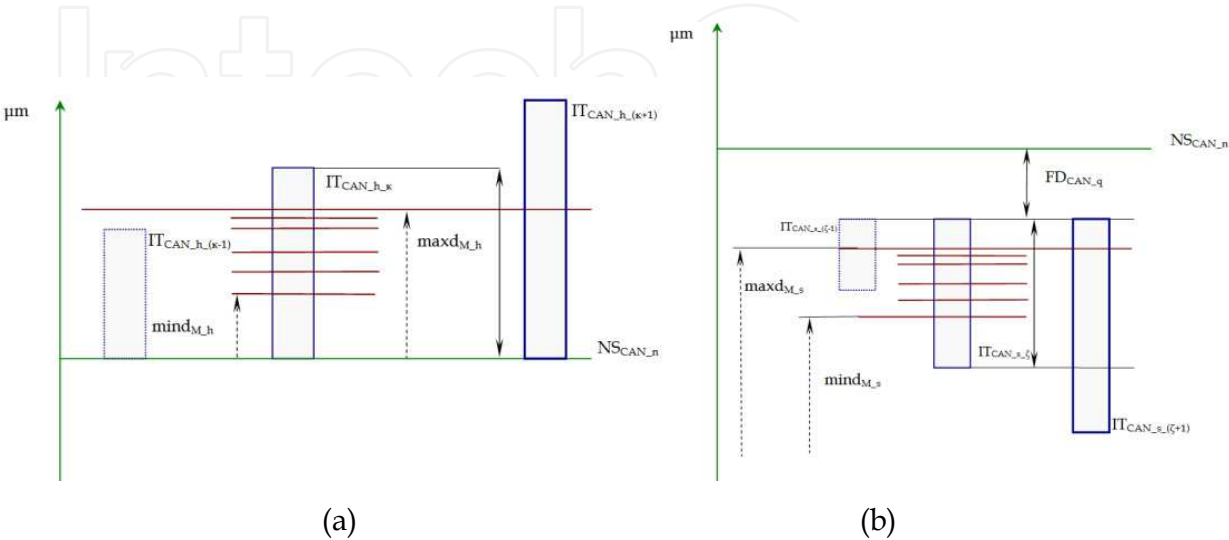 Intech
μm
IT_CAN_h_(κ+1)
IT_CAN_h_κ
IT_CAN_h_(κ-1)
maxd_M_h
mind_M_h
NS_CAN_n
(a)
μm
NS_CAN_n
FD_CAN_q
IT_CAN_s_(ζ-1)
maxd_M_s
IT_CAN_s_ζ
mind_M_s
IT_CAN_s_(ζ+1)
(b)